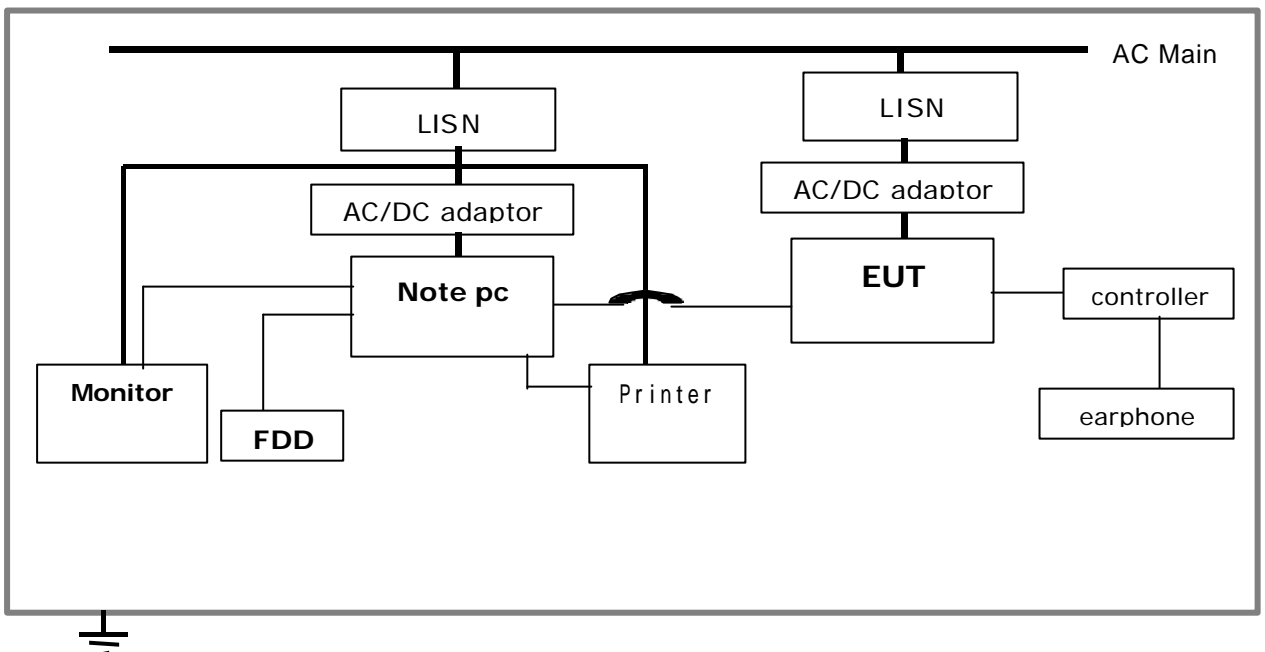 AC Main
LISN
LISN
AC/DC adaptor
AC/DC adaptor
Note pc
EUT
controller
Monitor
Printer
FDD
earphone